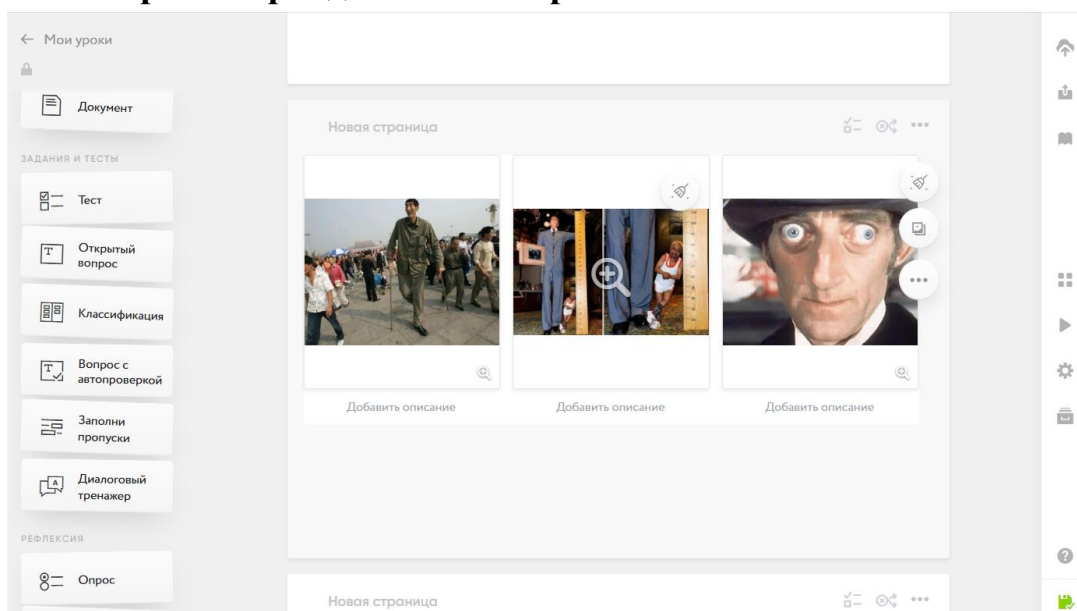 Мои уроки
Документ
ЗАДАНИЯ И ТЕСТЫ
Тест
Открытый
вопрос
Классификация
Вопрос с
автопроверкой
Заполни
пропуски
Диалоговый
тренажер
РЕФЛЕКСИЯ
Опрос
Новая страница
Добавить описание
Добавить описание
Добавить описание
Новая страница